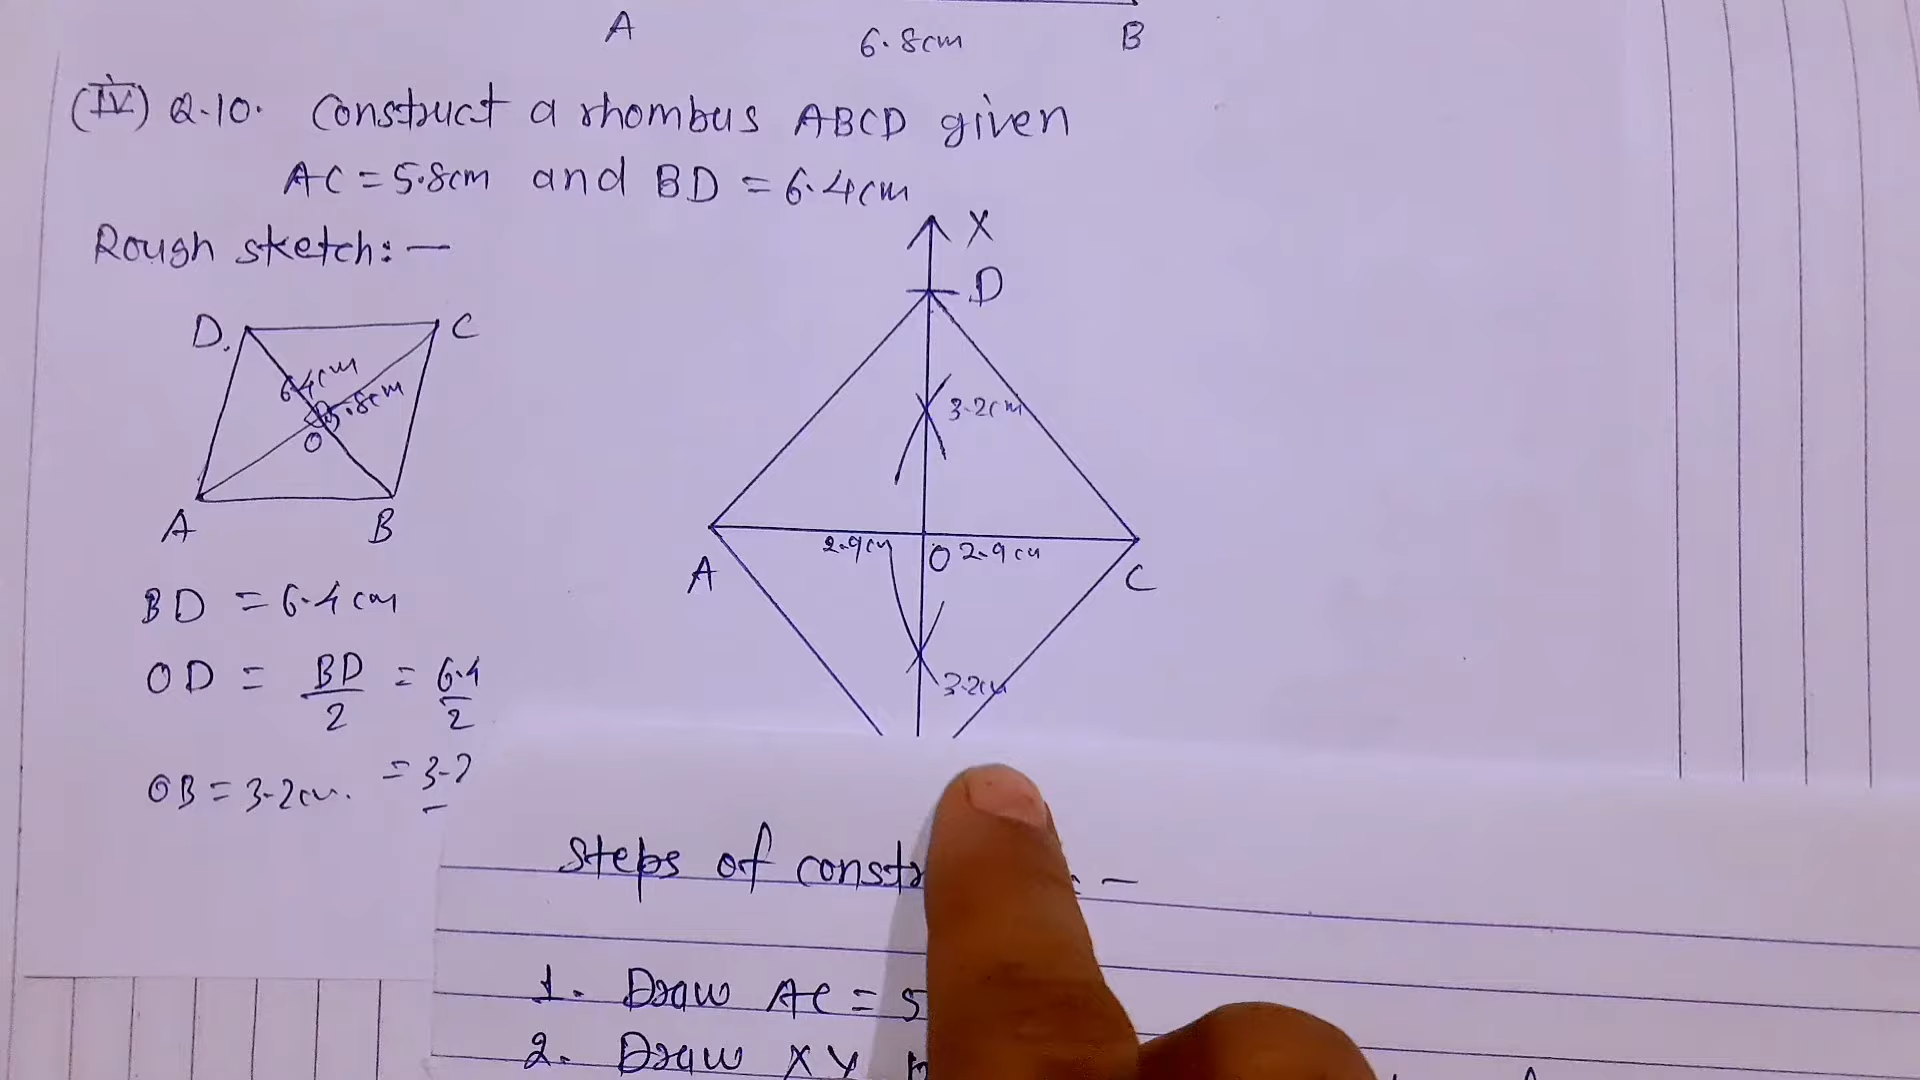 A 6.8cm B
(IV) Q.10. Construct a rhombus ABCD given
AC = 5.8cm and BD = 6.4cm
Rough sketch:-
X
D
D. C
6.4cm
5.8cm
O
A B
3.2cm
2.9cm O 2.9cm
A C
3.2cm
BD = 6.4cm
OD = BD/2 = 6.4/2
OB = 3.2cm. = 3.2
Steps of constr :-
1. Draw AC = 5
2. Draw XY